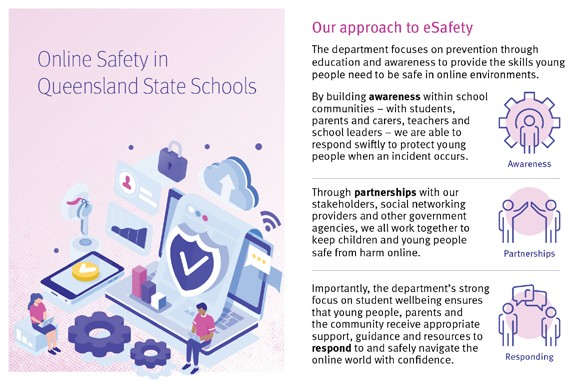 Online Safety in
Queensland State Schools
Our approach to eSafety
The department focuses on prevention through
education and awareness to provide the skills young
people need to be safe in online environments.
By building awareness within school
communities – with students,
parents and carers, teachers and
school leaders – we are able to
respond swiftly to protect young
people when an incident occurs.
Awareness
Through partnerships with our
stakeholders, social networking
providers and other government
agencies, we all work together to
keep children and young people
safe from harm online.
Partnerships
Importantly, the department’s strong
focus on student wellbeing ensures
that young people, parents and
the community receive appropriate
support, guidance and resources to
respond to and safely navigate the
online world with confidence.
Responding